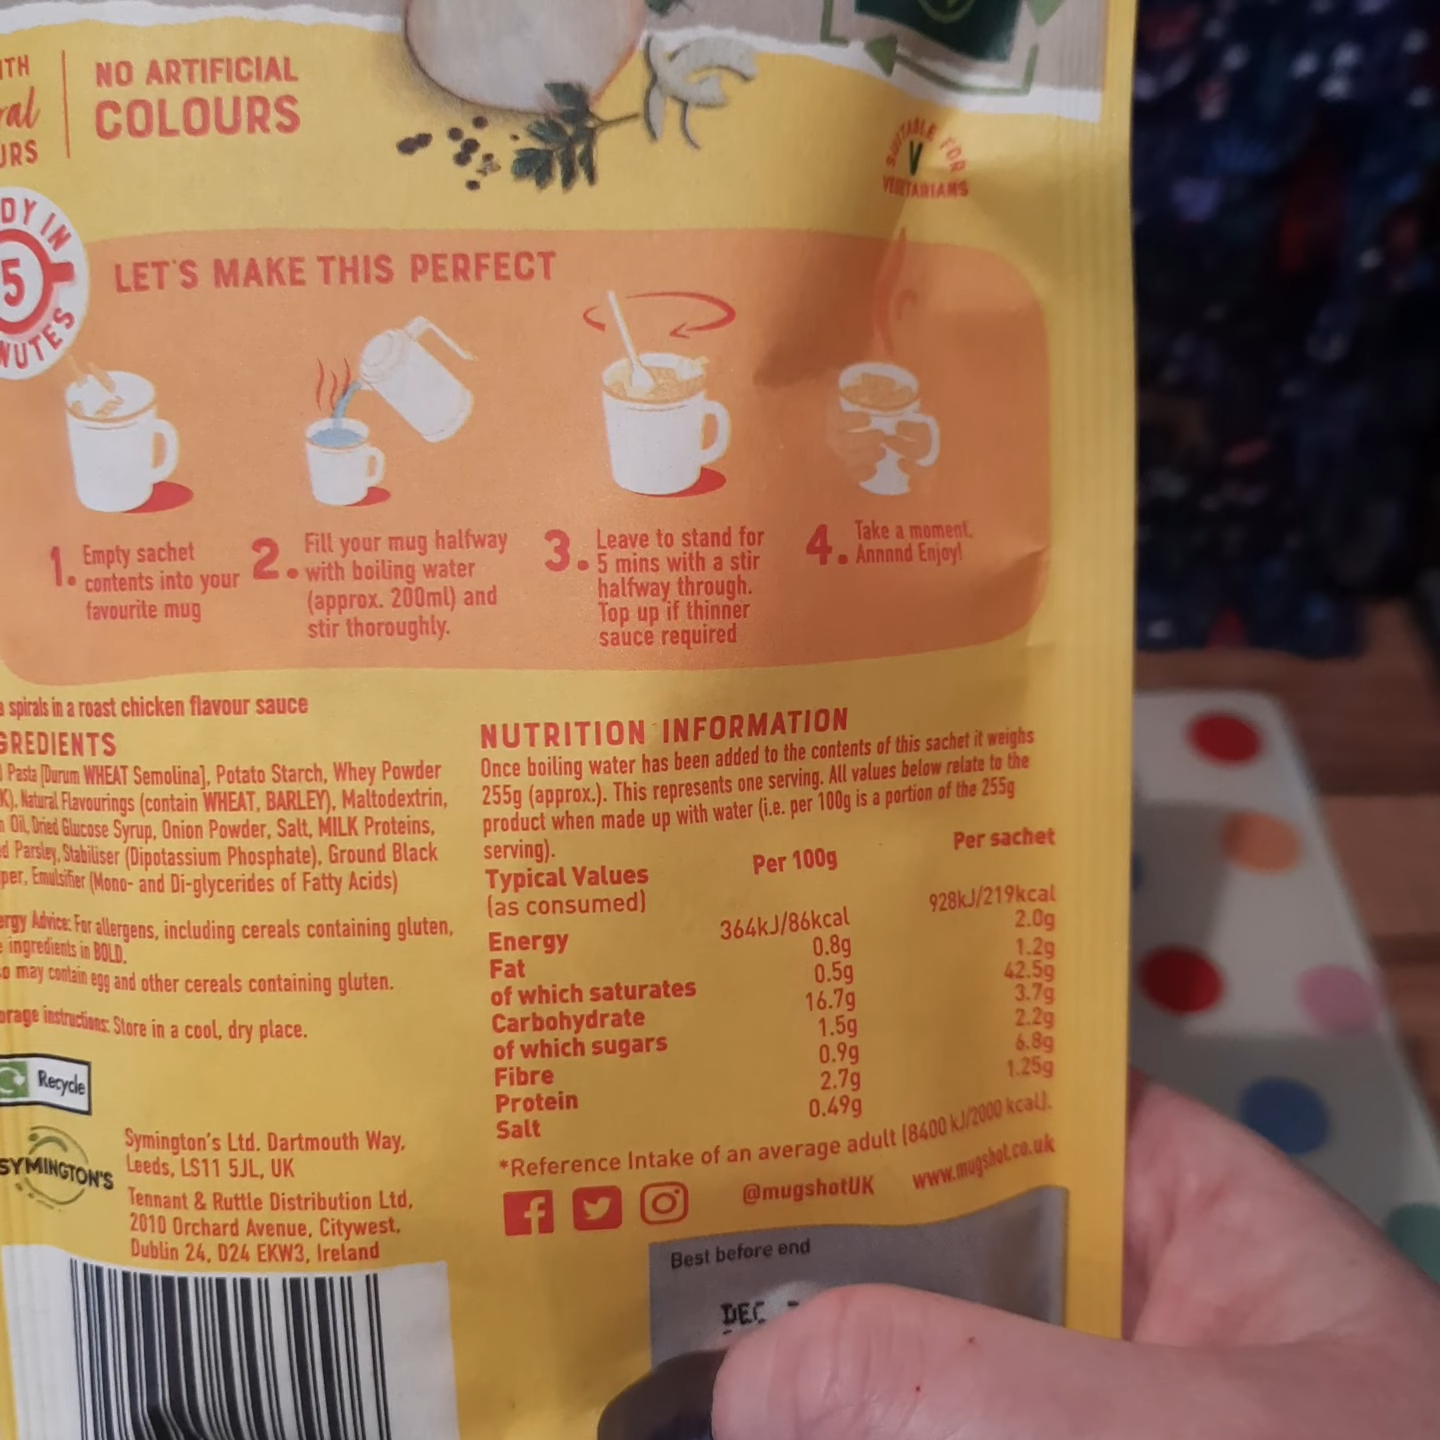 NO ARTIFICIAL
COLOURS
SUITABLE FOR
V
VEGETARIANS
5
LET'S MAKE THIS PERFECT
1. Empty sachet
contents into your
favourite mug
2. Fill your mug halfway
with boiling water
(approx. 200ml) and
stir thoroughly.
3. Leave to stand for
5 mins with a stir
halfway through.
Top up if thinner
sauce required
4. Take a moment.
Annnnd Enjoy!
spirals in a roast chicken flavour sauce
GREDIENTS
Pasta [Durum WHEAT Semolina], Potato Starch, Whey Powder
K), Natural Flavourings (contain WHEAT, BARLEY), Maltodextrin,
Oil, Dried Glucose Syrup, Onion Powder, Salt, MILK Proteins,
Parsley, Stabiliser (Dipotassium Phosphate), Ground Black
per, Emulsifier (Mono- and Di-glycerides of Fatty Acids)
ergy Advice: For allergens, including cereals containing gluten,
ingredients in BOLD.
may contain egg and other cereals containing gluten.
orage instructions: Store in a cool, dry place.
Recycle
SYMINGTON'S
Symington's Ltd. Dartmouth Way,
Leeds, LS11 5JL, UK
Tennant & Ruttle Distribution Ltd,
2010 Orchard Avenue, Citywest,
Dublin 24, D24 EKW3, Ireland
NUTRITION INFORMATION
Once boiling water has been added to the contents of this sachet it weighs
255g (approx.). This represents one serving. All values below relate to the
product when made up with water (i.e. per 100g is a portion of the 255g
serving).
Typical Values Per 100g Per sachet
(as consumed)
Energy 364kJ/86kcal 928kJ/219kcal
Fat 0.8g 2.0g
of which saturates 0.5g 1.2g
Carbohydrate 16.7g 42.5g
of which sugars 1.5g 3.7g
Fibre 0.9g 2.2g
Protein 2.7g 6.8g
Salt 0.49g 1.25g
*Reference Intake of an average adult (8400 kJ/2000 kcal).
@mugshotUK www.mugshot.co.uk
Best before end
DEC